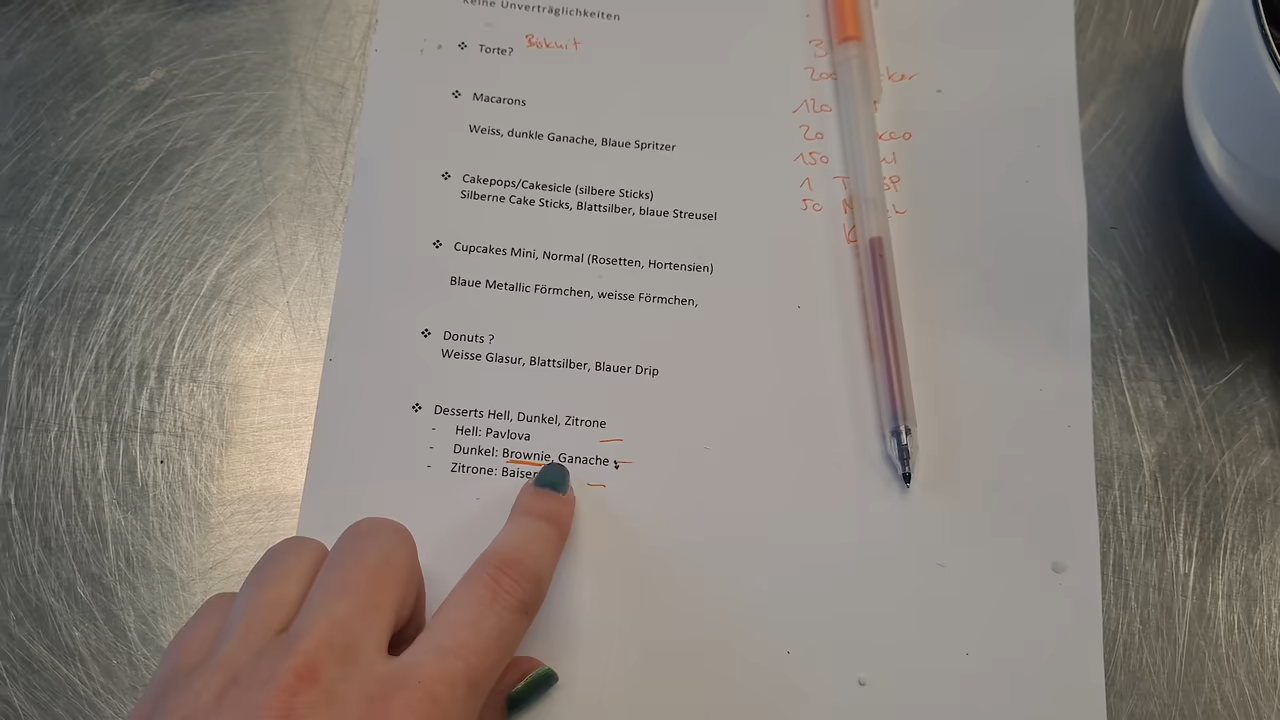 Keine Unverträglichkeiten
❖ Torte? Biskuit
❖ Macarons
Weiss, dunkle Ganache, Blaue Spritzer
❖ Cakepops/Cakesicle (silbere Sticks)
Silberne Cake Sticks, Blattsilber, blaue Streusel
❖ Cupcakes Mini, Normal (Rosetten, Hortensien)
Blaue Metallic Förmchen, weisse Förmchen,
❖ Donuts ?
Weisse Glasur, Blattsilber, Blauer Drip
❖ Desserts Hell, Dunkel, Zitrone
- Hell: Pavlova
- Dunkel: Brownie, Ganache
- Zitrone: Baiser
3
200
120
20
150
1
50